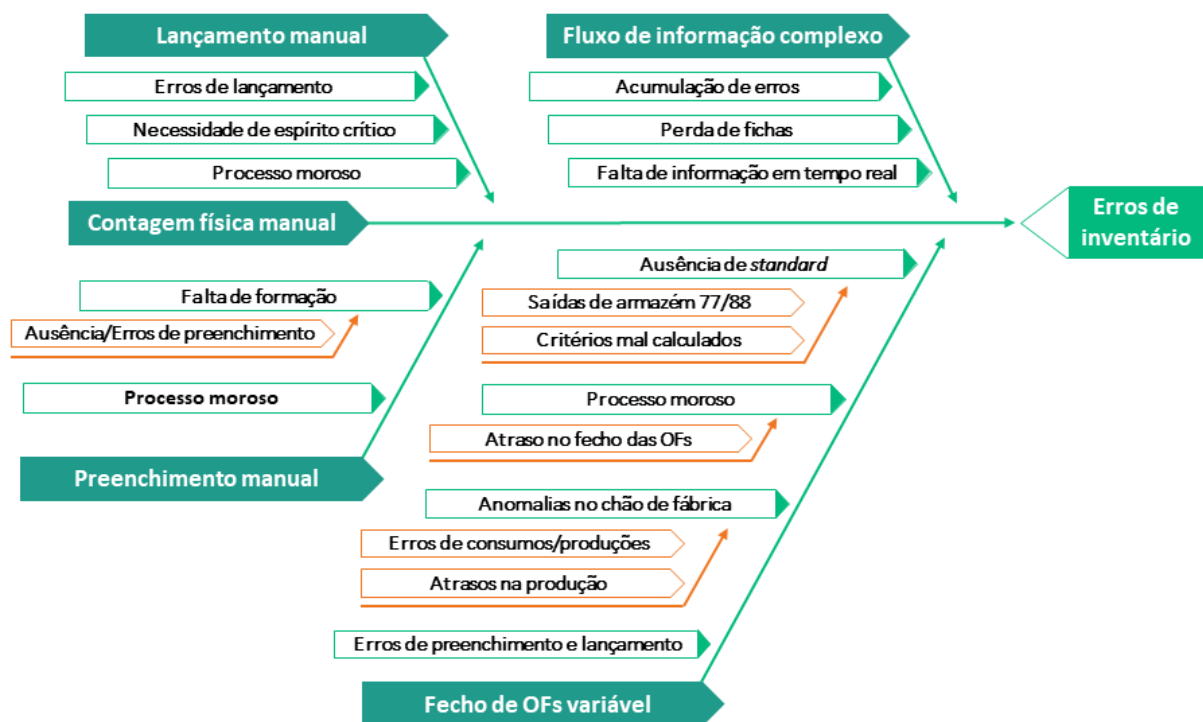 Lançamento manual
Erros de lançamento
Necessidade de espírito crítico
Processo moroso
Fluxo de informação complexo
Acumulação de erros
Perda de fichas
Falta de informação em tempo real
Contagem física manual
Erros de
inventário
Falta de formação
Ausência/Erros de preenchimento
Processo moroso
Preenchimento manual
Ausência de standard
Saídas de armazém 77/88
Critérios mal calculados
Processo moroso
Atraso no fecho das OFs
Anomalias no chão de fábrica
Erros de consumos/produções
Atrasos na produção
Erros de preenchimento e lançamento
Fecho de OFs variável